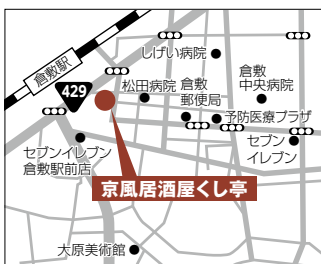 しげい病院
倉敷駅
429
松田病院
倉敷
郵便局
倉敷
中央病院
予防医療プラザ
セブンイレブン
倉敷駅前店
セブン
イレブン
京風居酒屋くし亭
大原美術館